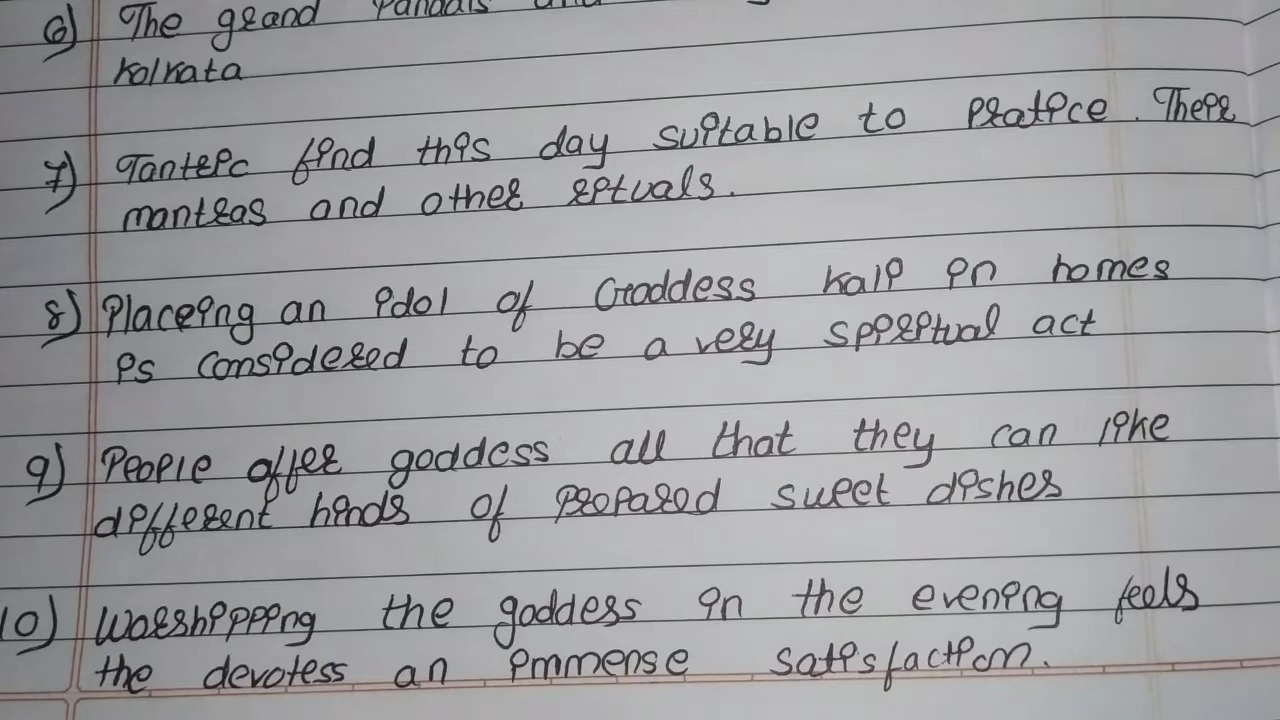 6) The grand Pandals and
Kolkata
7) Tantric find this day suitable to Pratice. Their
mantras and other rituals.
8) Placeing an idol of Goddess Kali in homes
is considered to be a very spiritual act
9) People offer goddess all that they can like
different kinds of prepared sweet dishes
10) Worshipping the goddess in the evening feels
the devotess an immense satisfaction.